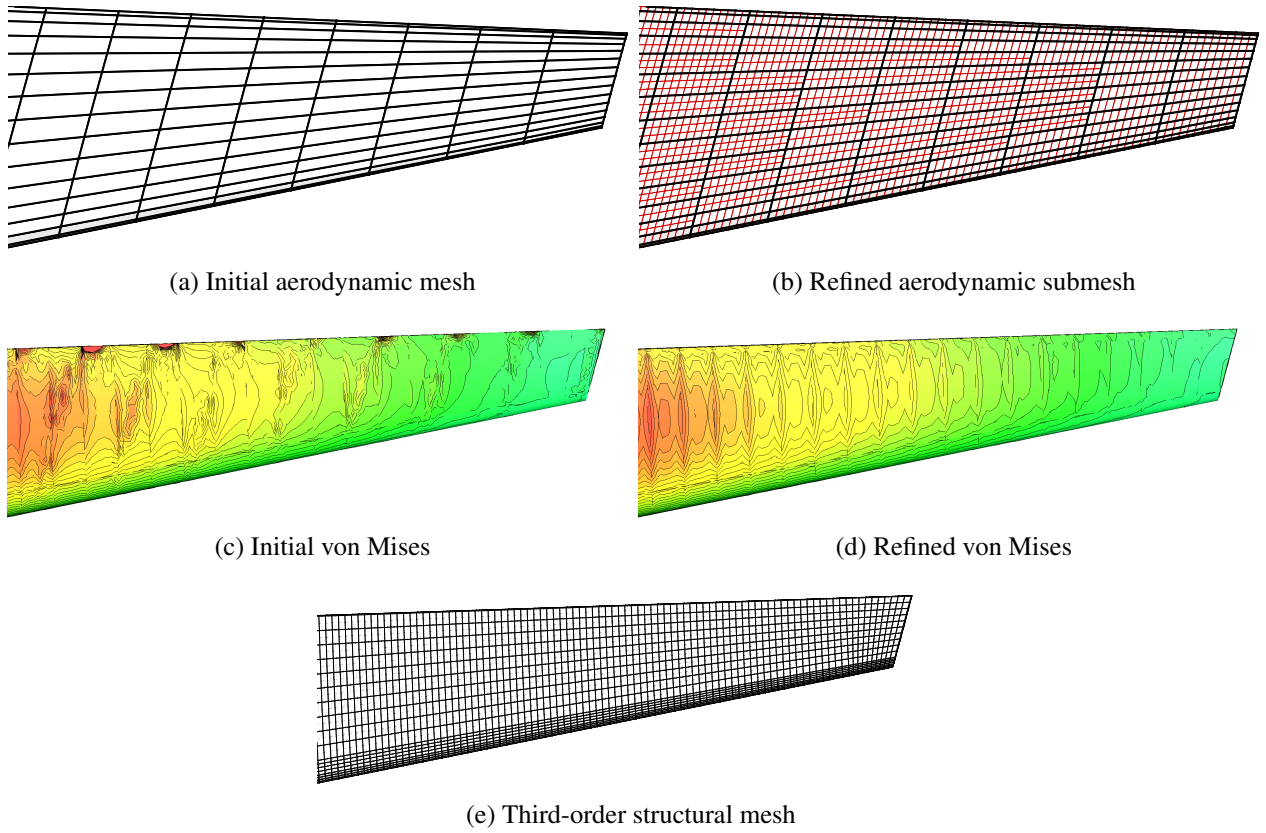 (a) Initial aerodynamic mesh
(b) Refined aerodynamic submesh
(c) Initial von Mises
(d) Refined von Mises
(e) Third-order structural mesh